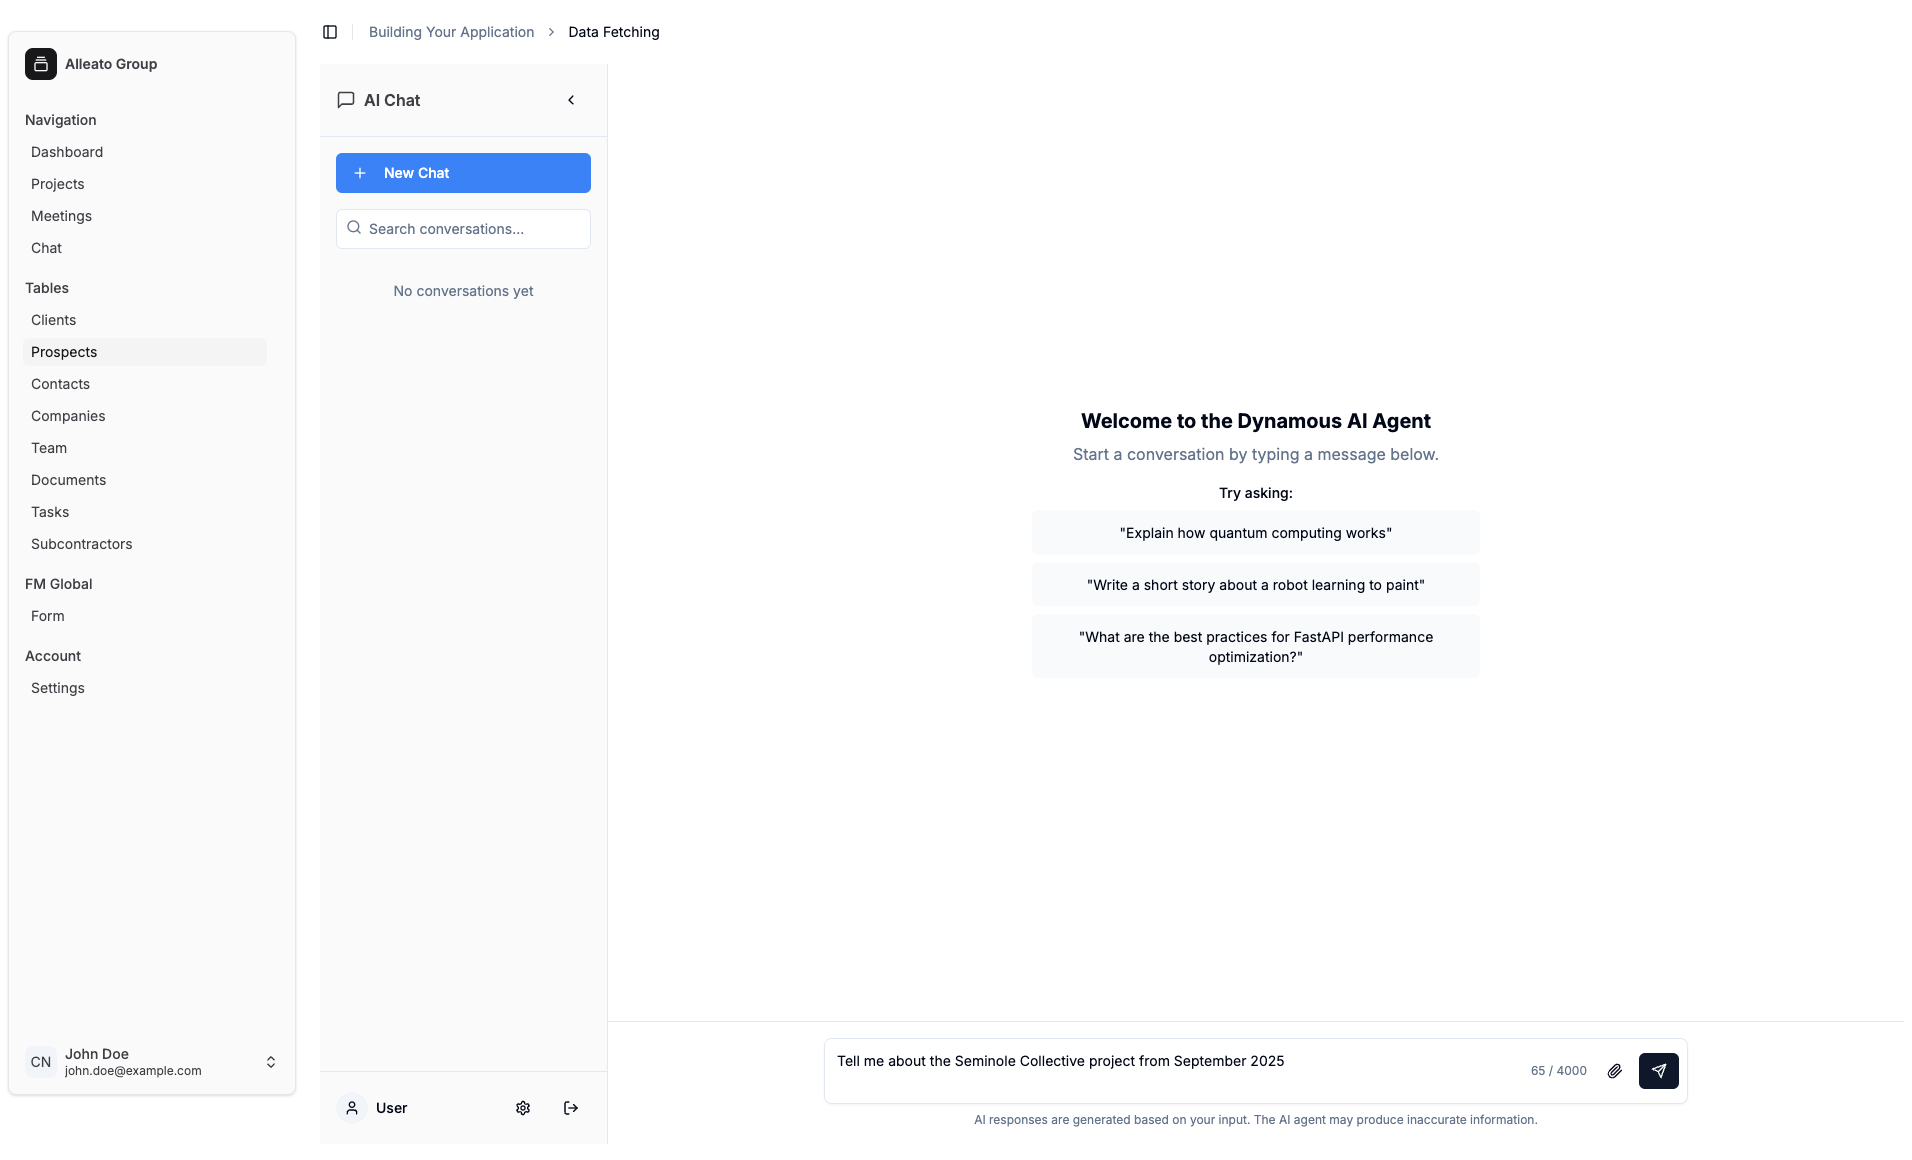 Alleato Group
Navigation
Dashboard
Projects
Meetings
Chat
Tables
Clients
Prospects
Contacts
Companies
Team
Documents
Tasks
Subcontractors
FM Global
Form
Account
Settings
CN
John Doe
john.doe@example.com
Building Your Application
Data Fetching
AI Chat
New Chat
Search conversations...
No conversations yet
User
Welcome to the Dynamous AI Agent
Start a conversation by typing a message below.
Try asking:
"Explain how quantum computing works"
"Write a short story about a robot learning to paint"
"What are the best practices for FastAPI performance
optimization?"
Tell me about the Seminole Collective project from September 2025
65 / 4000
AI responses are generated based on your input. The AI agent may produce inaccurate information.